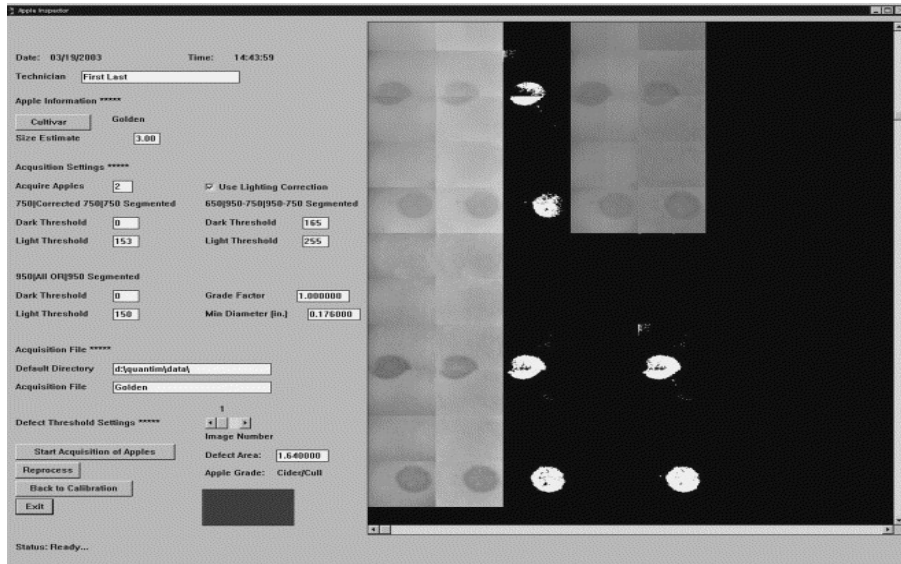 Apple Inspector
Date: 03/19/2003 Time: 14:43:59
Technician First Last
Apple Information *****
Cultivar Golden
Size Estimate 3.00
Acqusition Settings *****
Acquire Apples 2 Use Lighting Correction
750|Corrected 750|750 Segmented 650|950-750|950-750 Segmented
Dark Threshold 0 Dark Threshold 165
Light Threshold 153 Light Threshold 255
950|All OR|950 Segmented
Dark Threshold 0 Grade Factor 1.000000
Light Threshold 150 Min Diameter (in.) 0.176000
Acquisition File *****
Default Directory d:\quantim\data\
Acquisition File Golden
1
Defect Threshold Settings *****
Image Number
Start Acquisition of Apples Defect Area: 1.640000
Reprocess Apple Grade: Cider/Cull
Back to Calibration
Exit
Status: Ready...